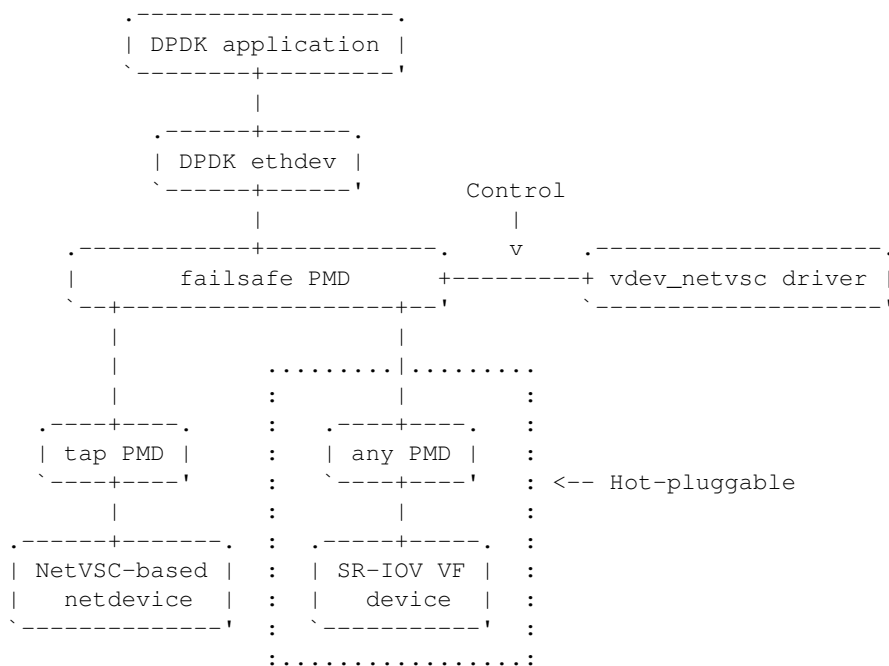 DPDK application
DPDK ethdev
Control
v
failsafe PMD
vdev_netvsc driver
tap PMD
any PMD
<-- Hot-pluggable
NetVSC-based
SR-IOV VF
netdevice
device